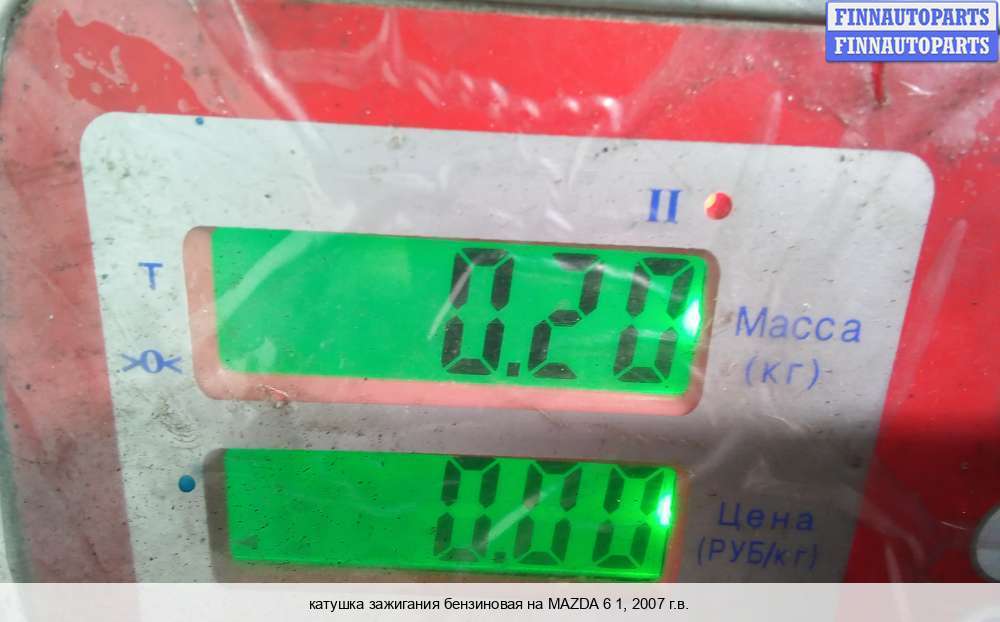 FINNAUTOPARTS
FINNAUTOPARTS
II
T
0.20
Масса
(кг)
>0<
0.00
Цена
(РУБ/кг)
катушка зажигания бензиновая на MAZDA 6 1, 2007 г.в.